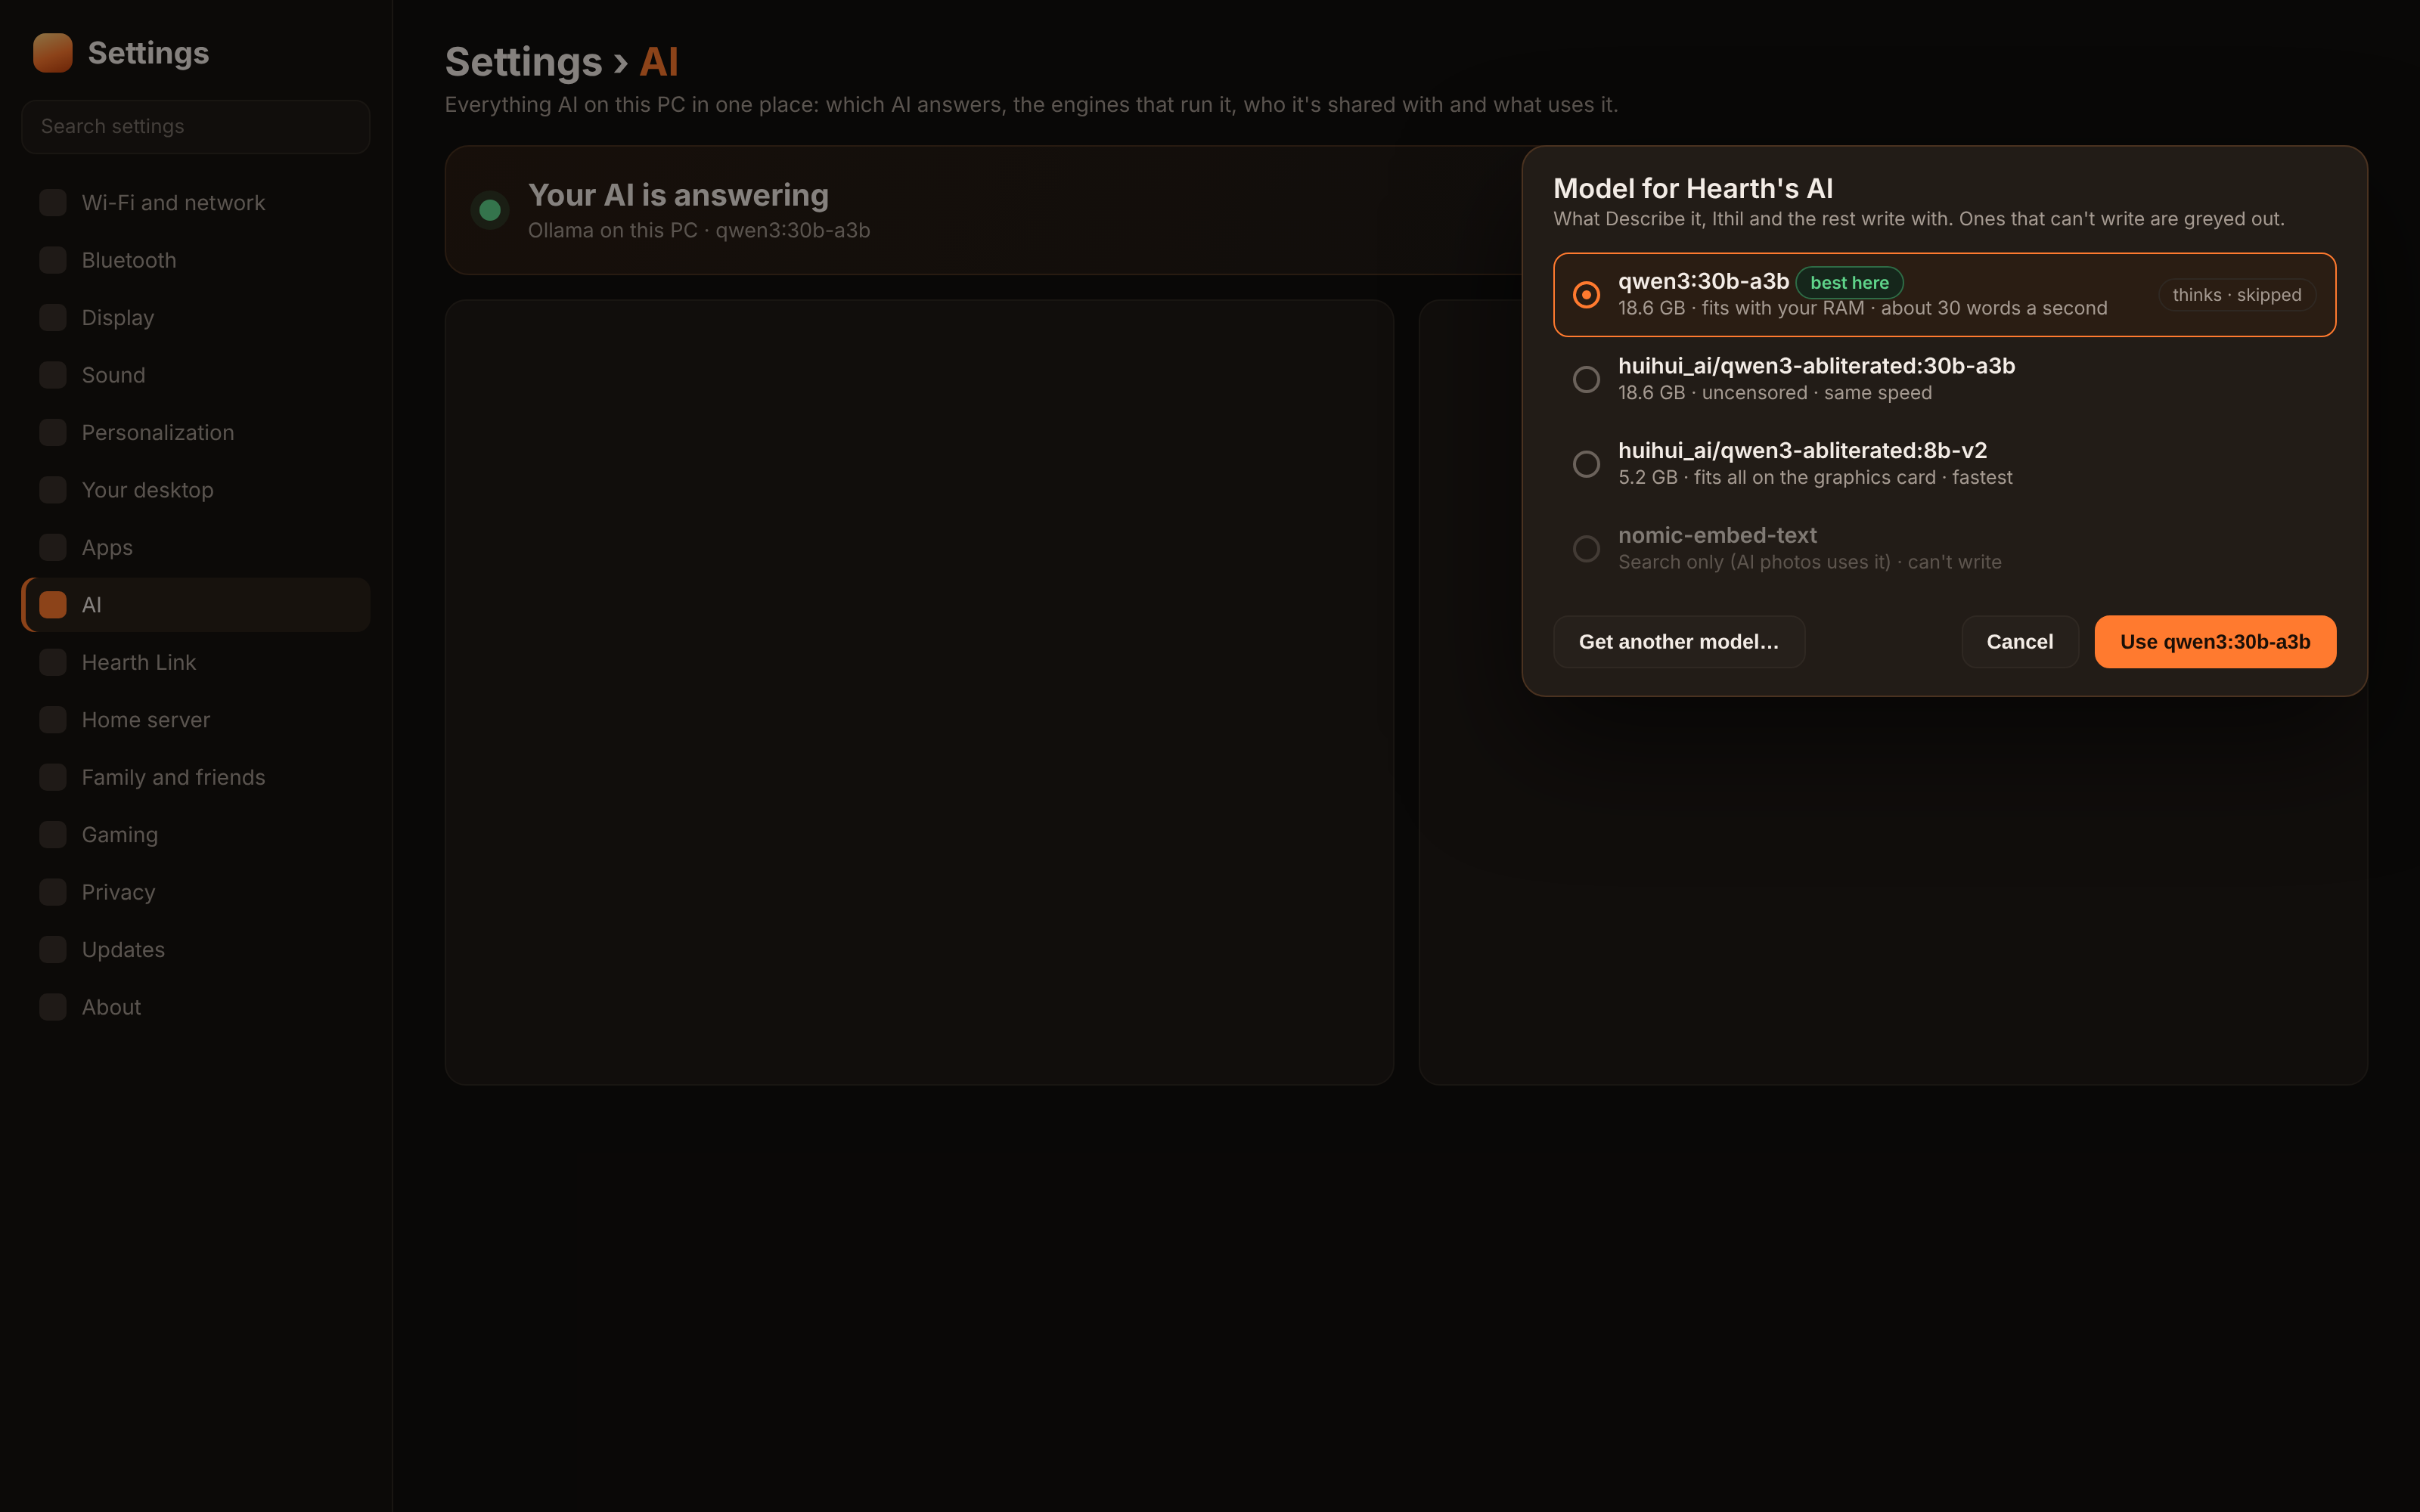 Settings
Search settings
Wi-Fi and network
Bluetooth
Display
Sound
Personalization
Your desktop
Apps
AI
Hearth Link
Home server
Family and friends
Gaming
Privacy
Updates
About
Settings › AI
Everything AI on this PC in one place: which AI answers, the engines that run it, who it's shared with and what uses it.
Your AI is answering
Ollama on this PC · qwen3:30b-a3b
Model for Hearth's AI
What Describe it, Ithil and the rest write with. Ones that can't write are greyed out.
qwen3:30b-a3b best here
18.6 GB · fits with your RAM · about 30 words a second
thinks · skipped
huihui_ai/qwen3-abliterated:30b-a3b
18.6 GB · uncensored · same speed
huihui_ai/qwen3-abliterated:8b-v2
5.2 GB · fits all on the graphics card · fastest
nomic-embed-text
Search only (AI photos uses it) · can't write
Get another model... Cancel Use qwen3:30b-a3b